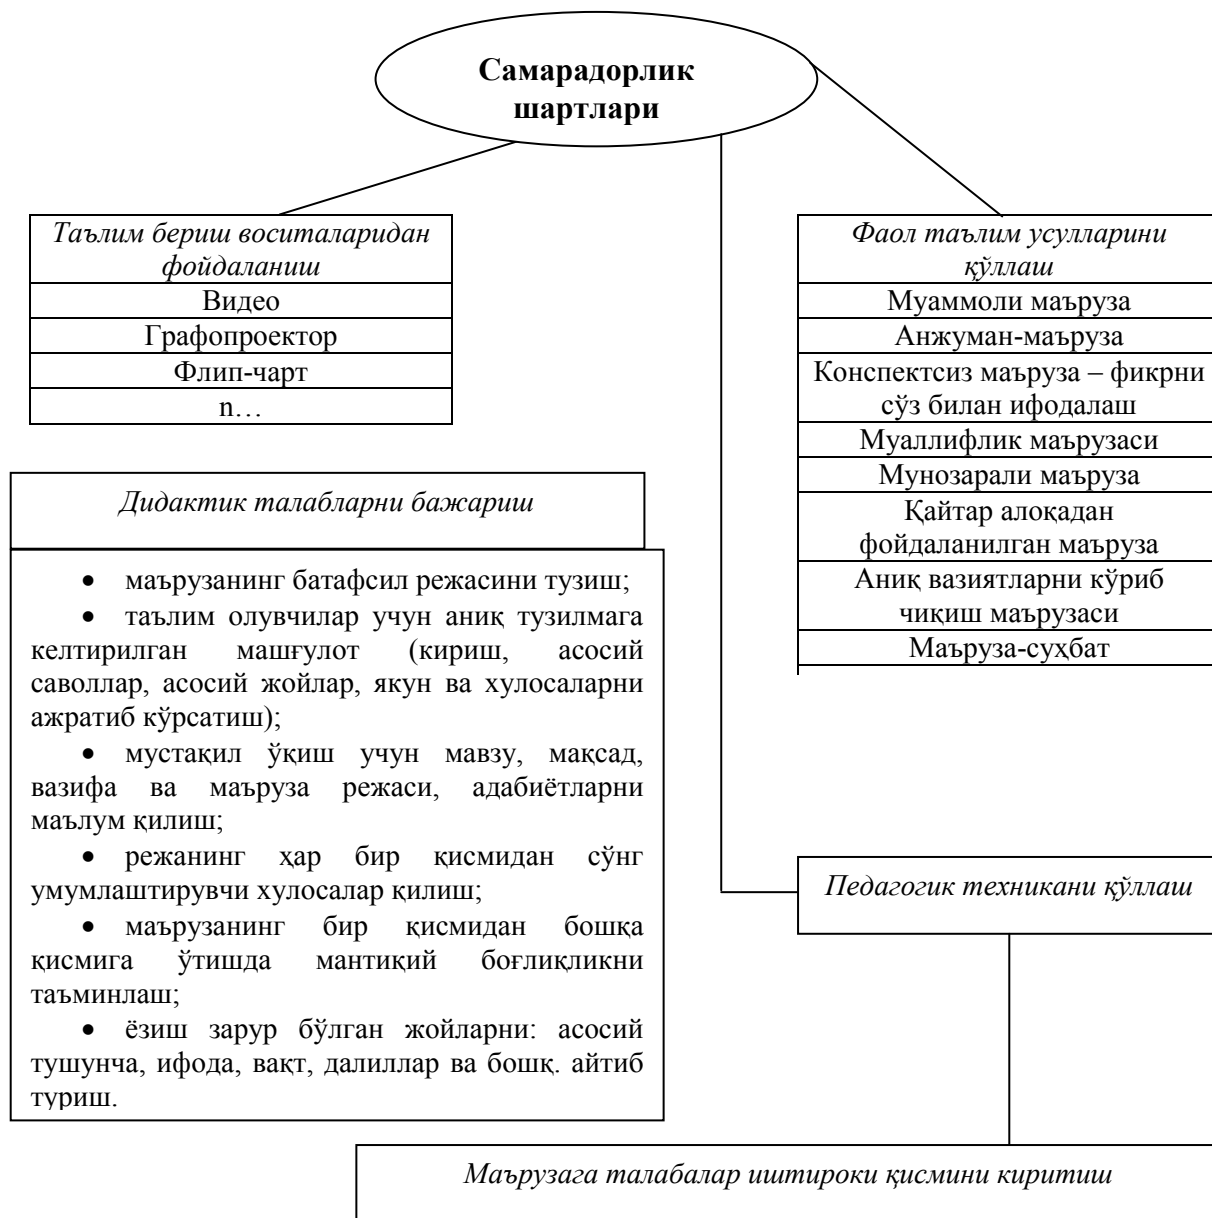 Самарадорлик
шартлари
Таълим бериш воситаларидан
фойдаланиш
Видео
Графопроектор
Флип-чарт
n…
Фаол таълим усулларини
қўллаш
Муаммоли маъруза
Анжуман-маъруза
Конспектсиз маъруза – фикрни
сўз билан ифодалаш
Муаллифлик маърузаси
Мунозарали маъруза
Қайтар алоқадан
фойдаланилган маъруза
Аниқ вазиятларни кўриб
чиқиш маърузаси
Маъруза-суҳбат
Дидактик талабларни бажариш
• маърузанинг батафсил режасини тузиш;
• таълим олувчилар учун аниқ тузилмага
келтирилган машғулот (кириш, асосий
саволлар, асосий жойлар, якун ва хулосаларни
ажратиб кўрсатиш);
• мустақил ўқиш учун мавзу, мақсад,
вазифа ва маъруза режаси, адабиётларни
маълум қилиш;
• режанинг ҳар бир қисмидан сўнг
умумлаштирувчи хулосалар қилиш;
• маърузанинг бир қисмидан бошқа
қисмига ўтишда мантиқий боғлиқликни
таъминлаш;
• ёзиш зарур бўлган жойларни: асосий
тушунча, ифода, вақт, далиллар ва бошқ. айтиб
туриш.
Педагогик техникани қўллаш
Маърузага талабалар иштироки қисмини киритиш